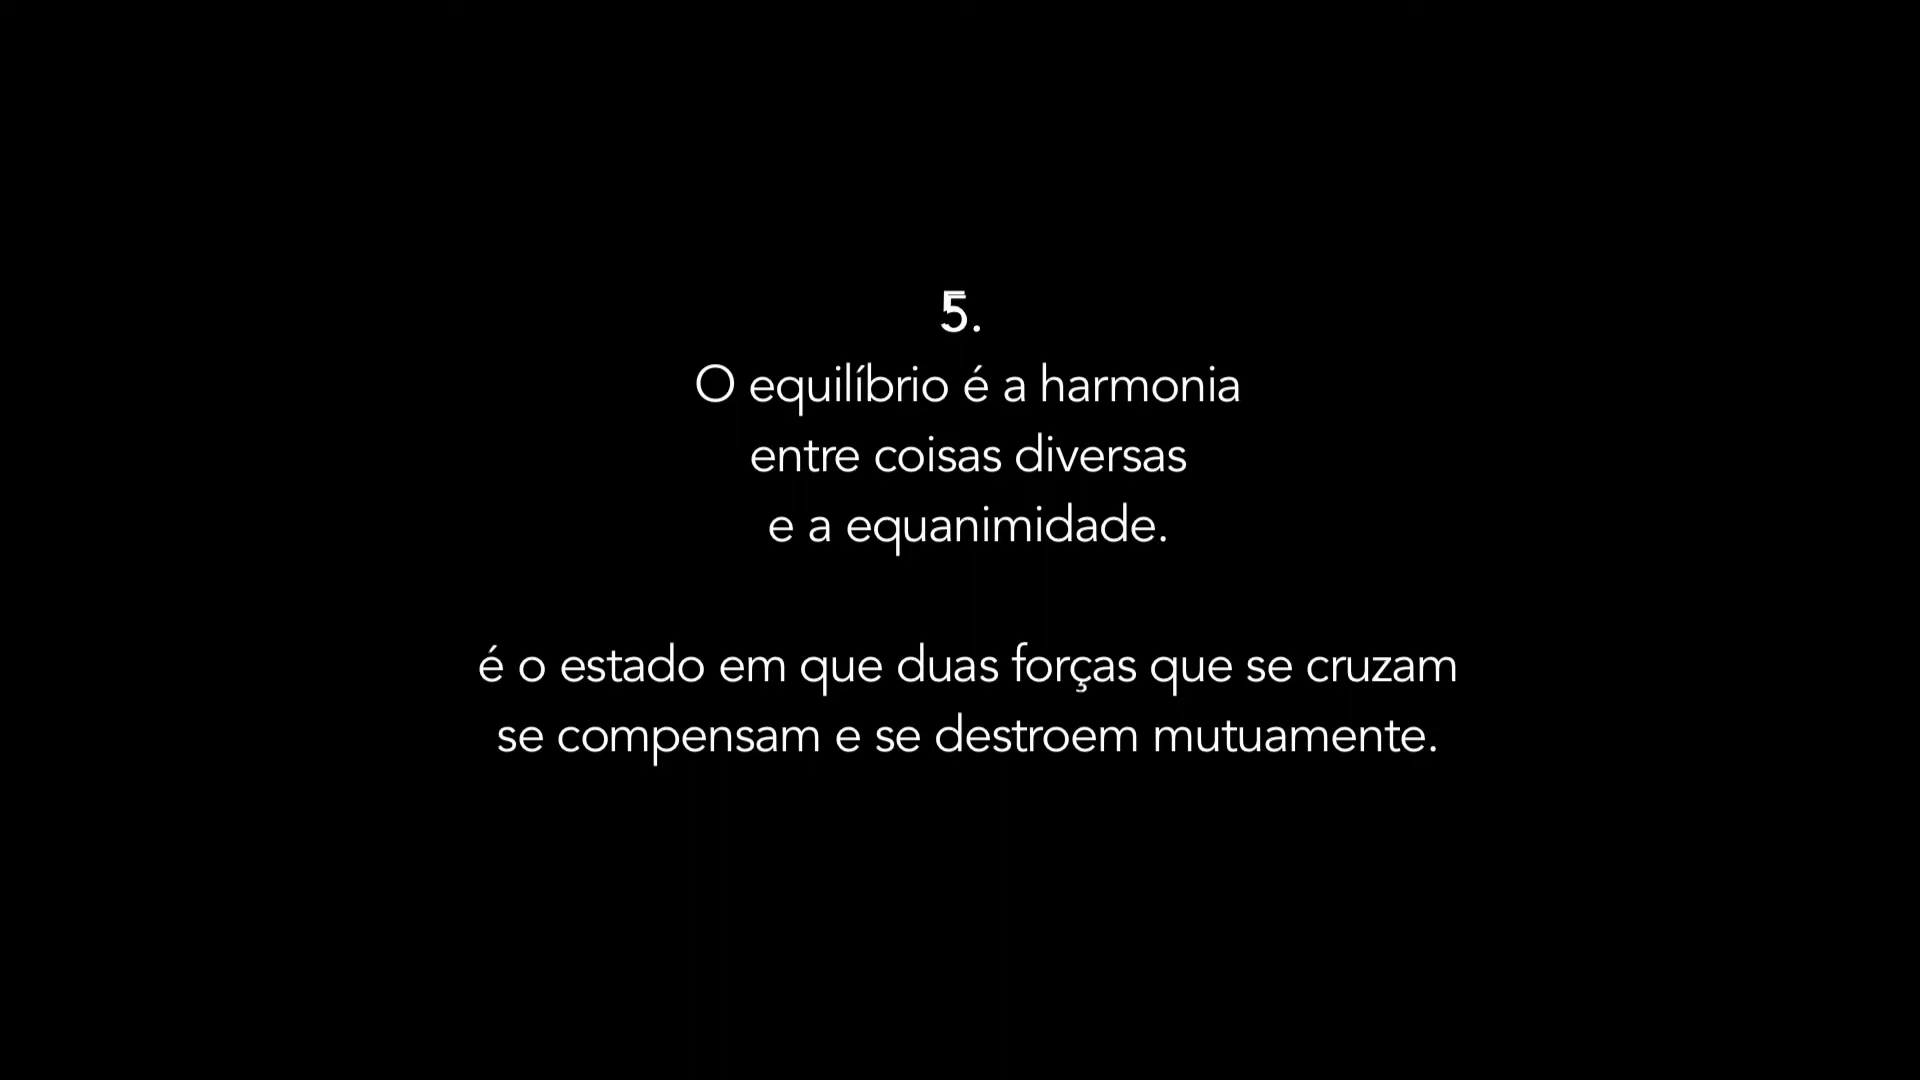 5.
O equilíbrio é a harmonia
entre coisas diversas
e a equanimidade.
é o estado em que duas forças que se cruzam
se compensam e se destroem mutuamente.